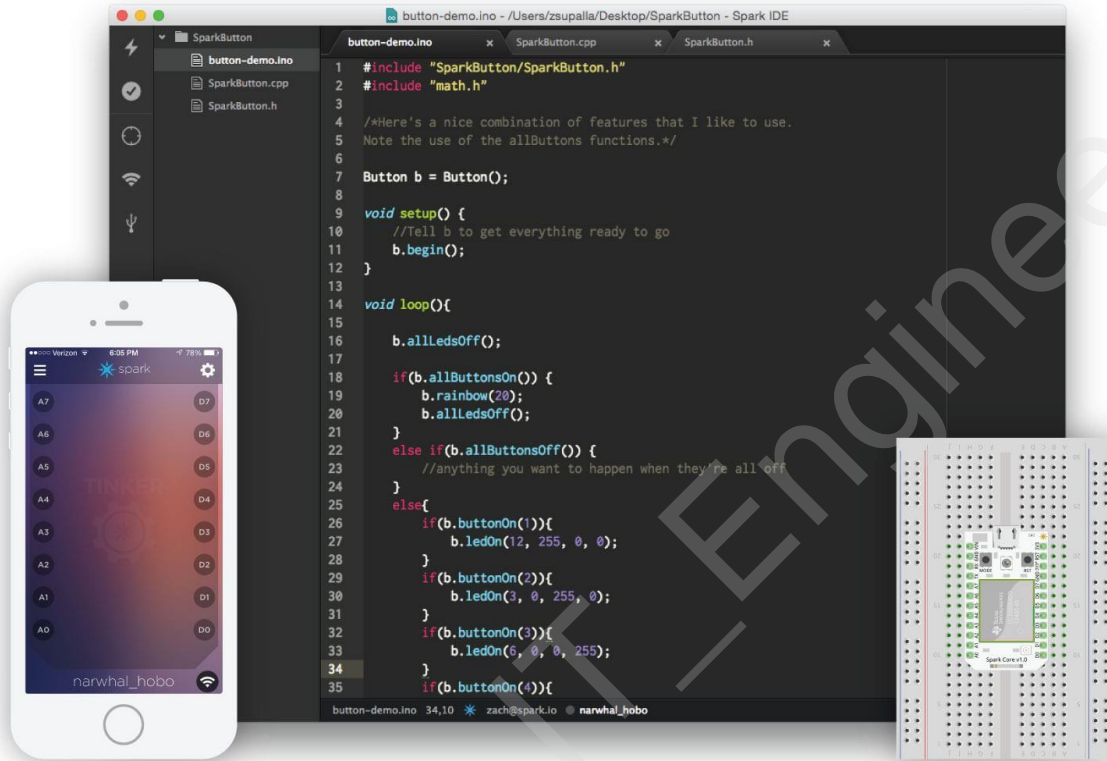 button-demo.ino - /Users/zsupalla/Desktop/SparkButton - Spark IDE
SparkButton
button-demo.ino
SparkButton.cpp
SparkButton.h
button-demo.ino x SparkButton.cpp x SparkButton.h x
1 #include "SparkButton/SparkButton.h"
2 #include "math.h"
3
4 /*Here's a nice combination of features that I like to use.
5 Note the use of the allButtons functions.*/
6
7 Button b = Button();
8
9 void setup() {
10 //Tell b to get everything ready to go
11 b.begin();
12 }
13
14 void loop(){
15
16 b.allLedsOff();
17
18 if(b.allButtonsOn()) {
19 b.rainbow(20);
20 b.allLedsOff();
21 }
22 else if(b.allButtonsOff()) {
23 //anything you want to happen when they're all off
24 }
25 else{
26 if(b.buttonOn(1)){
27 b.ledOn(12, 255, 0, 0);
28 }
29 if(b.buttonOn(2)){
30 b.ledOn(3, 0, 255, 0);
31 }
32 if(b.buttonOn(3)){
33 b.ledOn(6, 0, 0, 255);
34 }
35 if(b.buttonOn(4)){
button-demo.ino 34,10 zach@spark.io narwhal_hobo
Verizon 6:05 PM 78%
spark
A7 D7
A6 D6
A5 D5
TINKER
A4 D4
A3 D3
A2 D2
A1 D1
A0 D0
narwhal_hobo
MODE RST
Spark Core v1.0
IT_Enginee